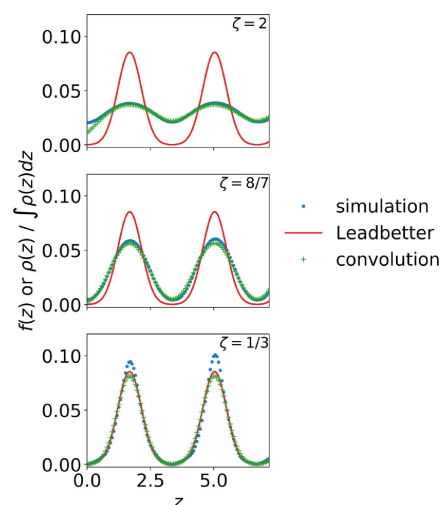 f(z) or ρ(z) / ∫ρ(z)dz
0.10
0.05
0.00
ζ = 2
0.10
0.05
0.00
ζ = 8/7
0.10
0.05
0.00
ζ = 1/3
0.0 2.5 5.0
z
simulation
Leadbetter
convolution